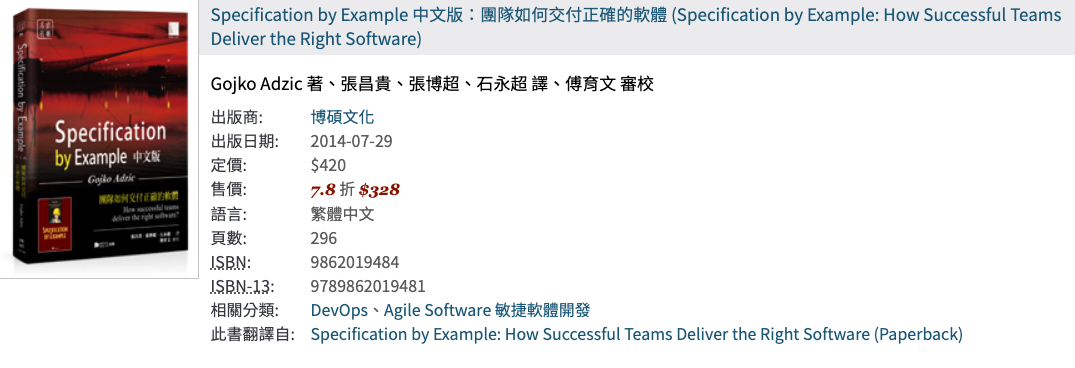 Specification by Example 中文版：團隊如何交付正確的軟體 (Specification by Example: How Successful Teams
Deliver the Right Software)
Gojko Adzic 著、張昌貴、張博超、石永超 譯、傅育文 審校
出版商: 博碩文化
出版日期: 2014-07-29
定價: $420
售價: 7.8 折 $328
語言: 繁體中文
頁數: 296
ISBN: 9862019484
ISBN-13: 9789862019481
相關分類: DevOps、Agile Software 敏捷軟體開發
此書翻譯自: Specification by Example: How Successful Teams Deliver the Right Software (Paperback)
Specification by Example 中文版
Specification
by Example 中文版
Gojko Adzic
團隊如何交付正確的軟體
How successful teams
deliver the right software?
SPECIFICATION
BY EXAMPLE